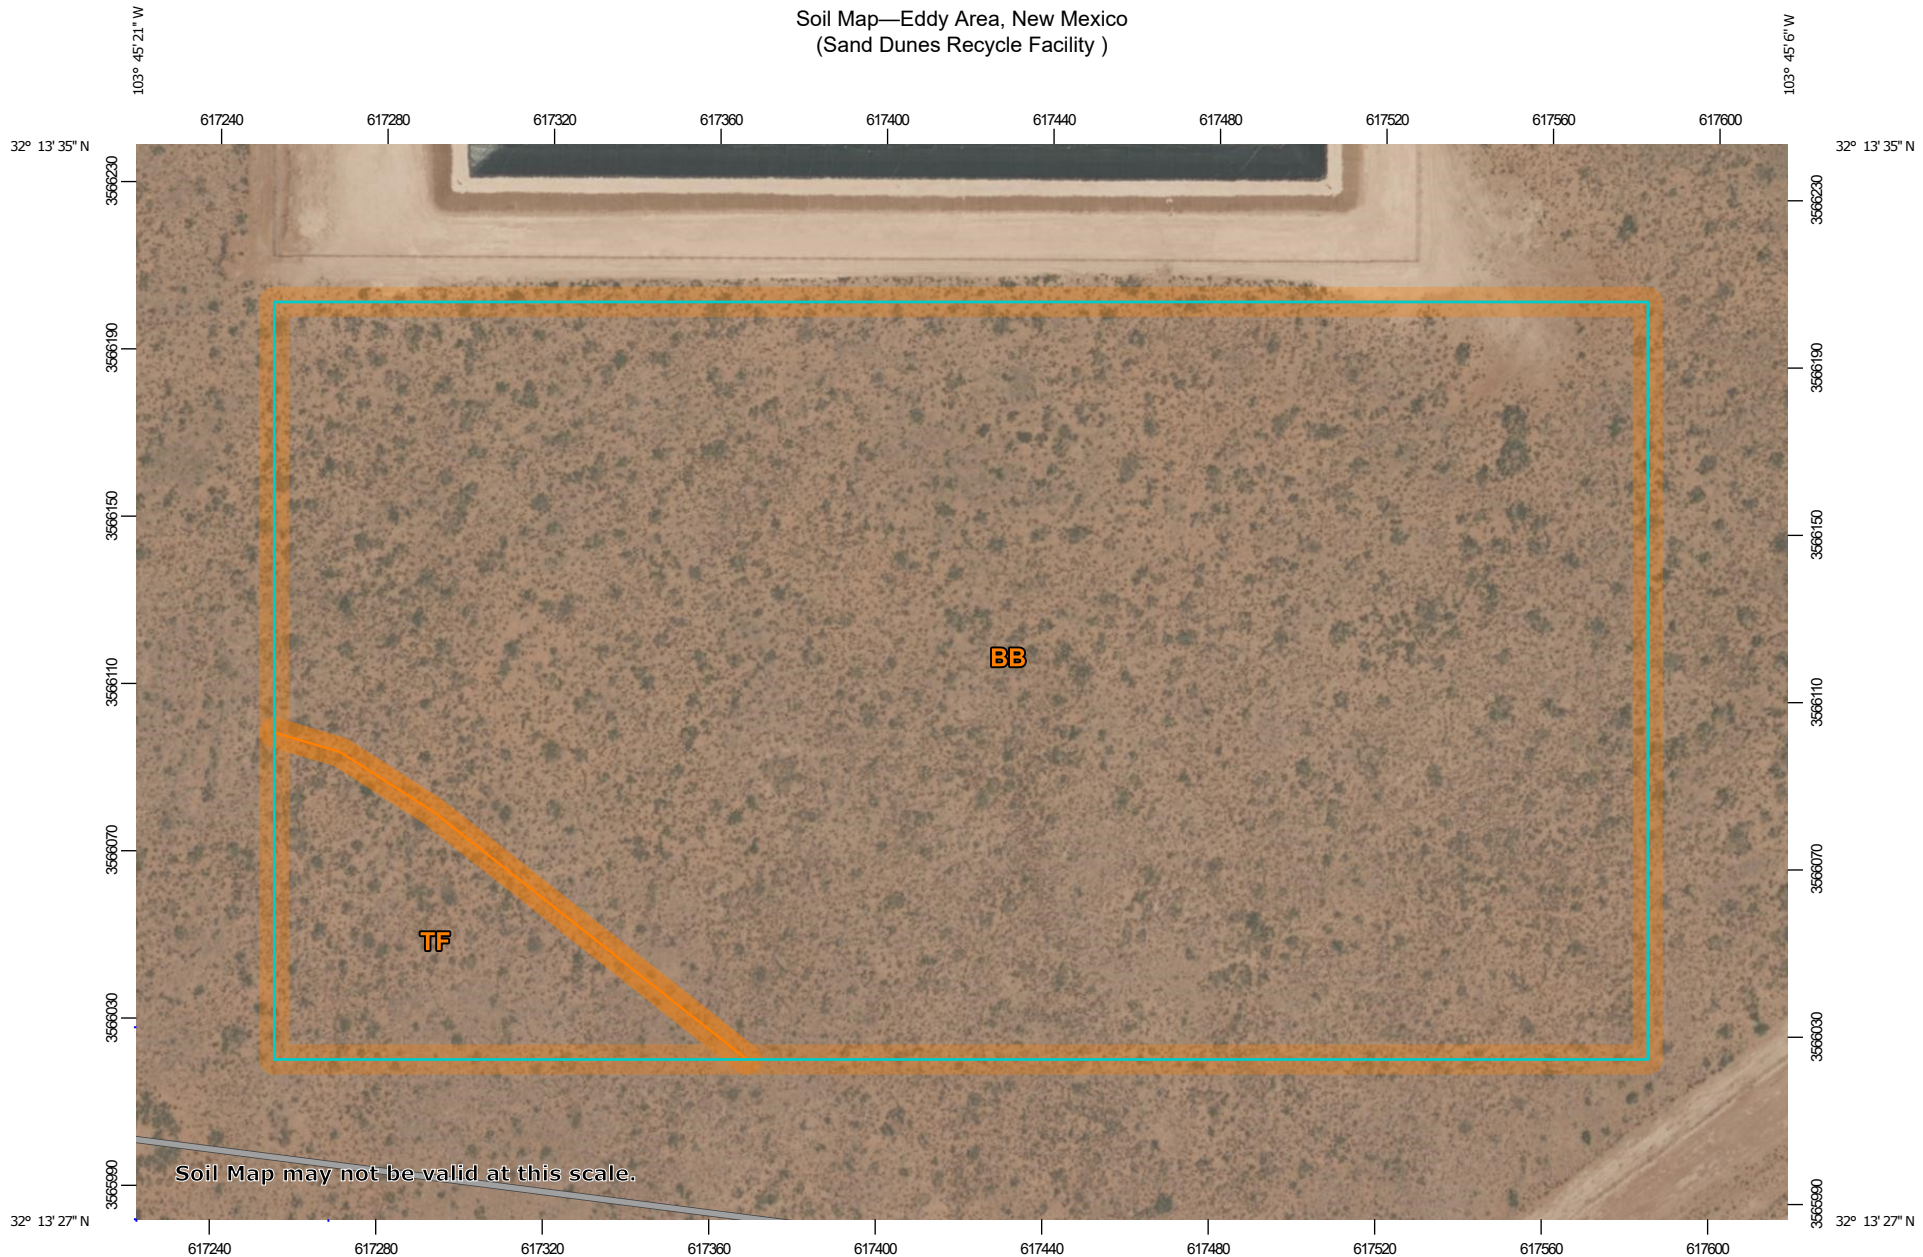 Soil Map—Eddy Area, New Mexico
(Sand Dunes Recycle Facility )
103° 45' 21'' W
103° 45' 6'' W
617240 617280 617320 617360 617400 617440 617480 617520 617560 617600
32° 13' 35'' N
32° 13' 35'' N
3566230
3566230
3566190
3566190
3566150
3566150
3566110
3566110
BB
3566070
3566070
TF
3566030
3566030
Soil Map may not be valid at this scale.
3565990
3565990
32° 13' 27'' N
32° 13' 27'' N
617240 617280 617320 617360 617400 617440 617480 617520 617560 617600